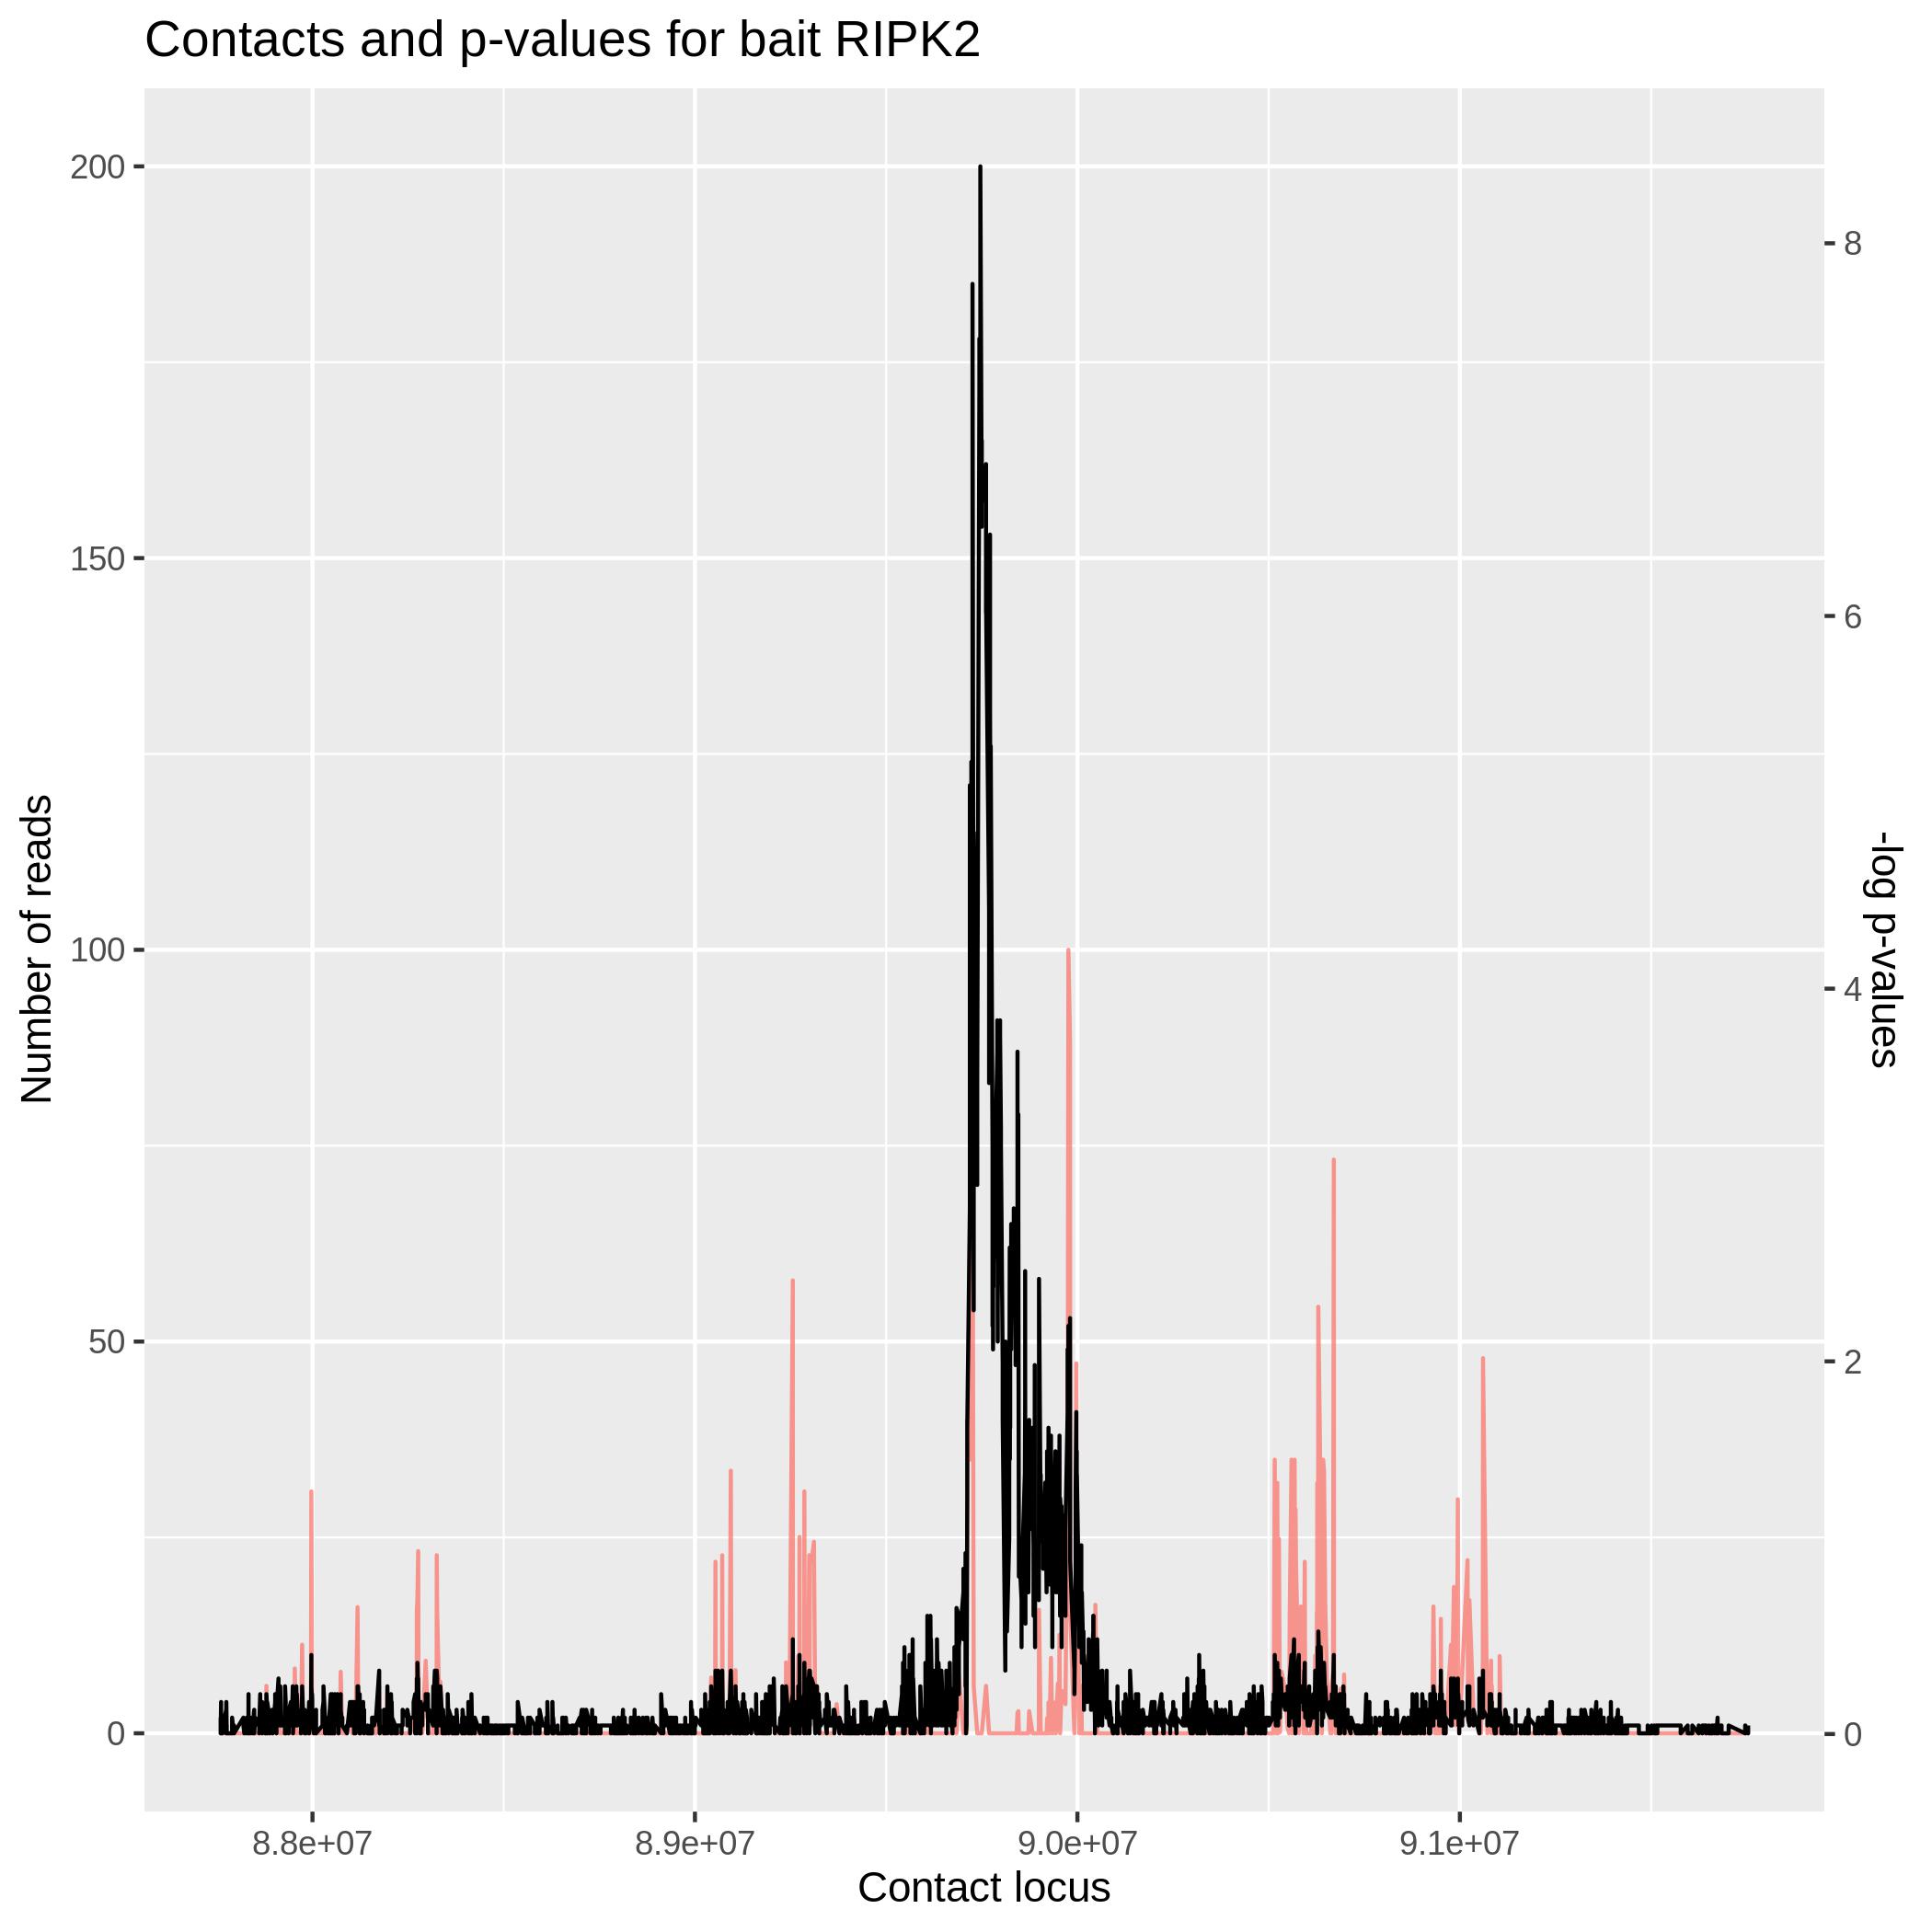 Contacts and p-values for bait RIPK2
200
150
100
50
0
Number of reads
8
6
4
2
0
-log p-values
8.8e+07
8.9e+07
9.0e+07
9.1e+07
Contact locus